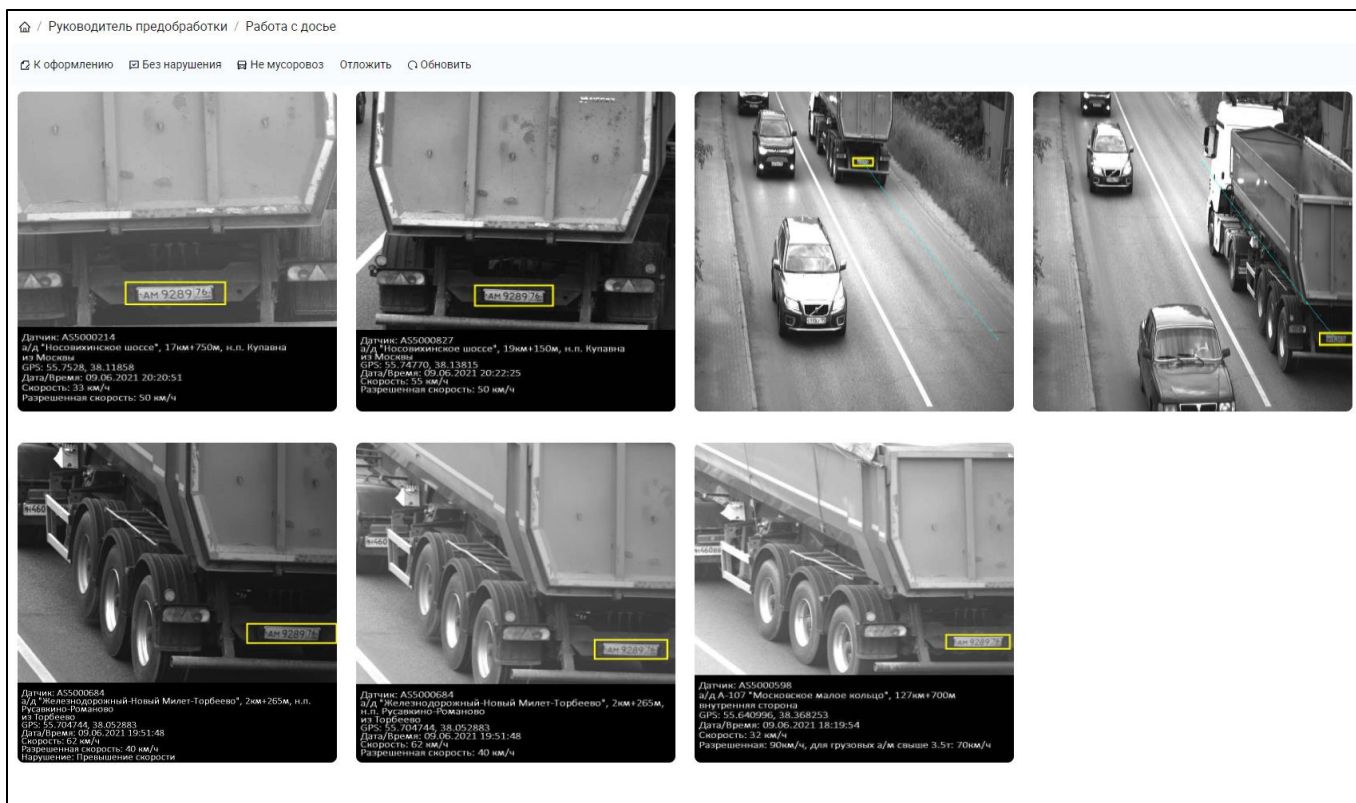 / Руководитель предобработки / Работа с досье
К оформлению Без нарушения Не мусоровоз Отложить Обновить
АМ 9289 76
Датчик: AS5000214
а/д "Носовихинское шоссе", 17км+750м, н.п. Купавна
из Москвы
GPS: 55.7528, 38.11858
Дата/Время: 09.06.2021 20:20:51
Скорость: 33 км/ч
Разрешенная скорость: 50 км/ч
АМ 9289 76
Датчик: AS5000827
а/д "Носовихинское шоссе", 19км+150м, н.п. Купавна
из Москвы
GPS: 55.74770, 38.13815
Дата/Время: 09.06.2021 20:22:25
Скорость: 55 км/ч
Разрешенная скорость: 50 км/ч
АМ 9289 76
Датчик: AS5000684
а/д "Железнодорожный-Новый Милет-Торбеево", 2км+265м, н.п.
Русавкино-Романово
из Торбеево
GPS: 55.704744, 38.052883
Дата/Время: 09.06.2021 19:51:48
Скорость: 62 км/ч
Разрешенная скорость: 40 км/ч
Нарушение: Превышение скорости
АМ 9289 76
Датчик: AS5000684
а/д "Железнодорожный-Новый Милет-Торбеево", 2км+265м,
н.п. Русавкино-Романово
из Торбеево
GPS: 55.704744, 38.052883
Дата/Время: 09.06.2021 19:51:48
Скорость: 62 км/ч
Разрешенная скорость: 40 км/ч
АМ 9289 76
Датчик: AS5000598
а/д А-107 "Московское малое кольцо", 127км+700м
внутренняя сторона
GPS: 55.640996, 38.368253
Дата/Время: 09.06.2021 18:19:54
Скорость: 32 км/ч
Разрешенная: 90км/ч, для грузовых а/м свыше 3.5т: 70км/ч